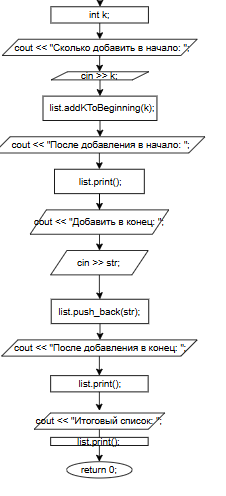 int k;
cout << "Сколько добавить в начало: ";
cin >> k;
list.addKToBeginning(k);
cout << "После добавления в начало: ";
list.print();
cout << "Добавить в конец: ";
cin >> str;
list.push_back(str);
cout << "После добавления в конец: ";
list.print();
cout << "Итоговый список: ";
list.print();
return 0;